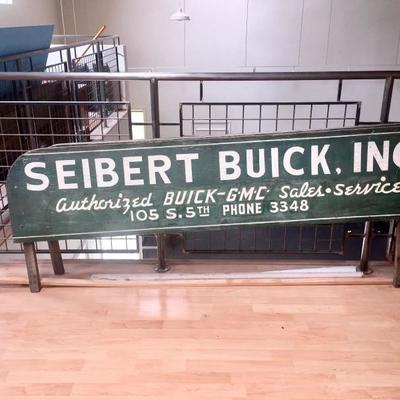 SEIBERT BUICK, INC
Authorized BUICK-GMC Sales • Service
105 S. 5TH PHONE 3348